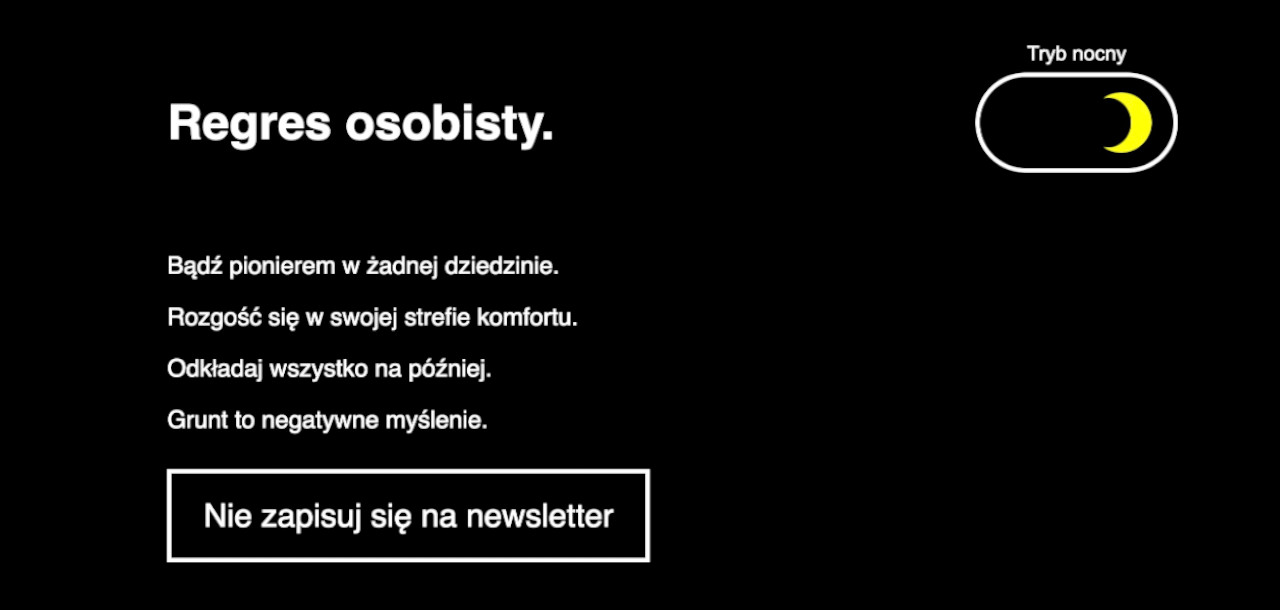 Tryb nocny
Regres osobisty.
Bądź pionierem w żadnej dziedzinie.
Rozgość się w swojej strefie komfortu.
Odkładaj wszystko na później.
Grunt to negatywne myślenie.
Nie zapisuj się na newsletter